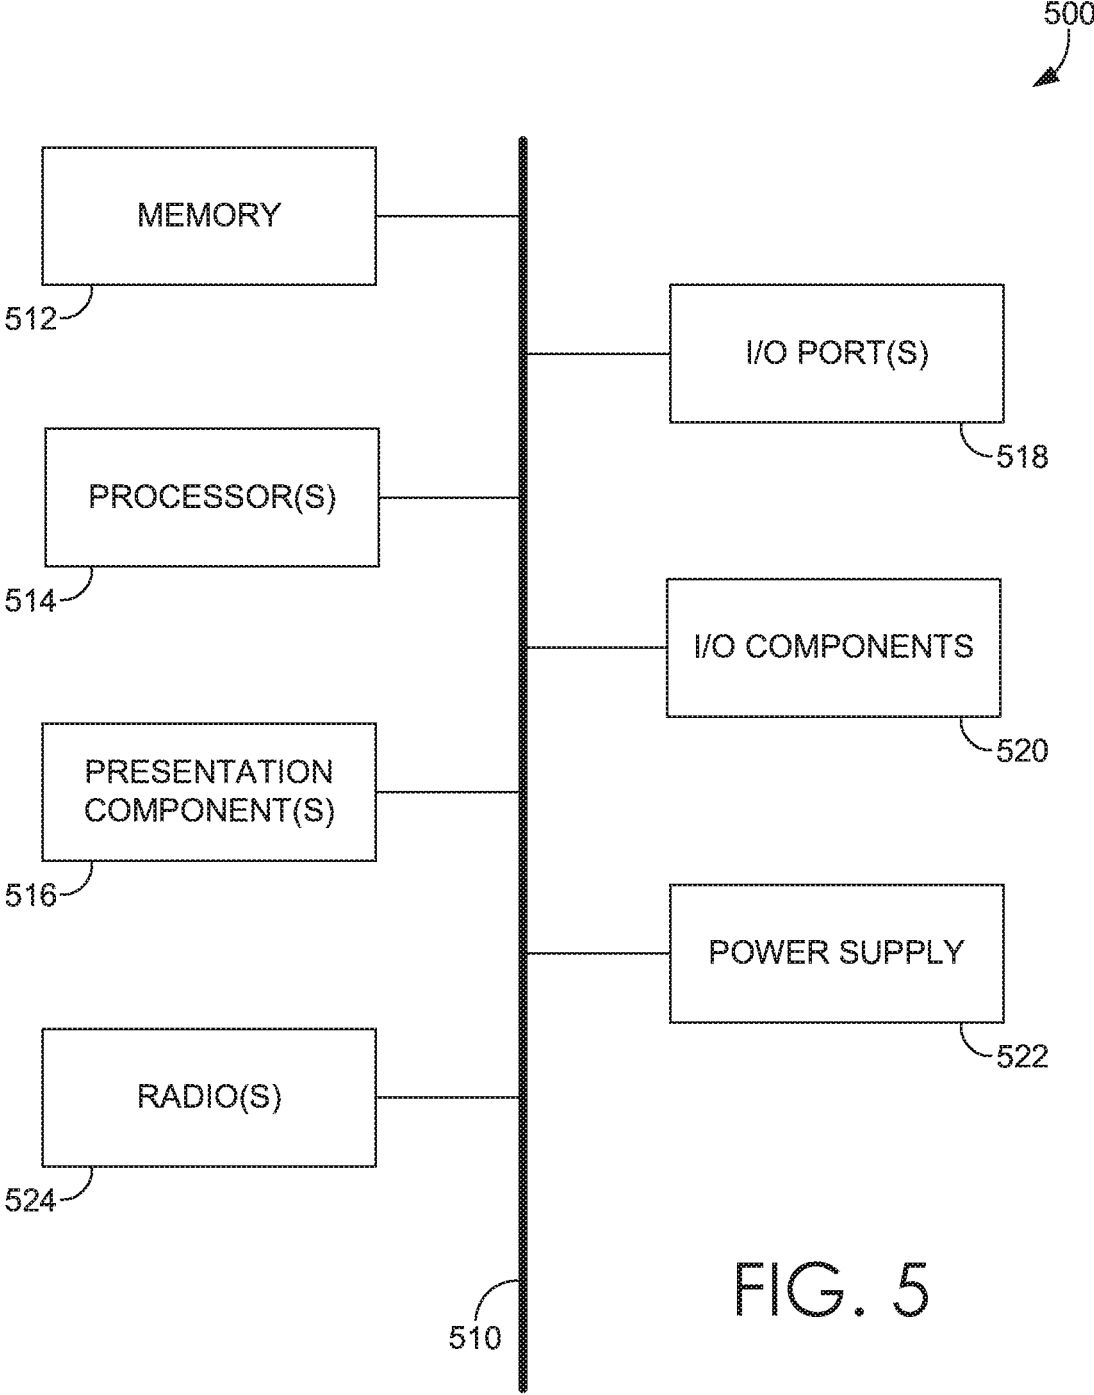 500
MEMORY
512
I/O PORT(S)
518
PROCESSOR(S)
514
I/O COMPONENTS
520
PRESENTATION
COMPONENT(S)
516
POWER SUPPLY
522
RADIO(S)
524
510
FIG. 5